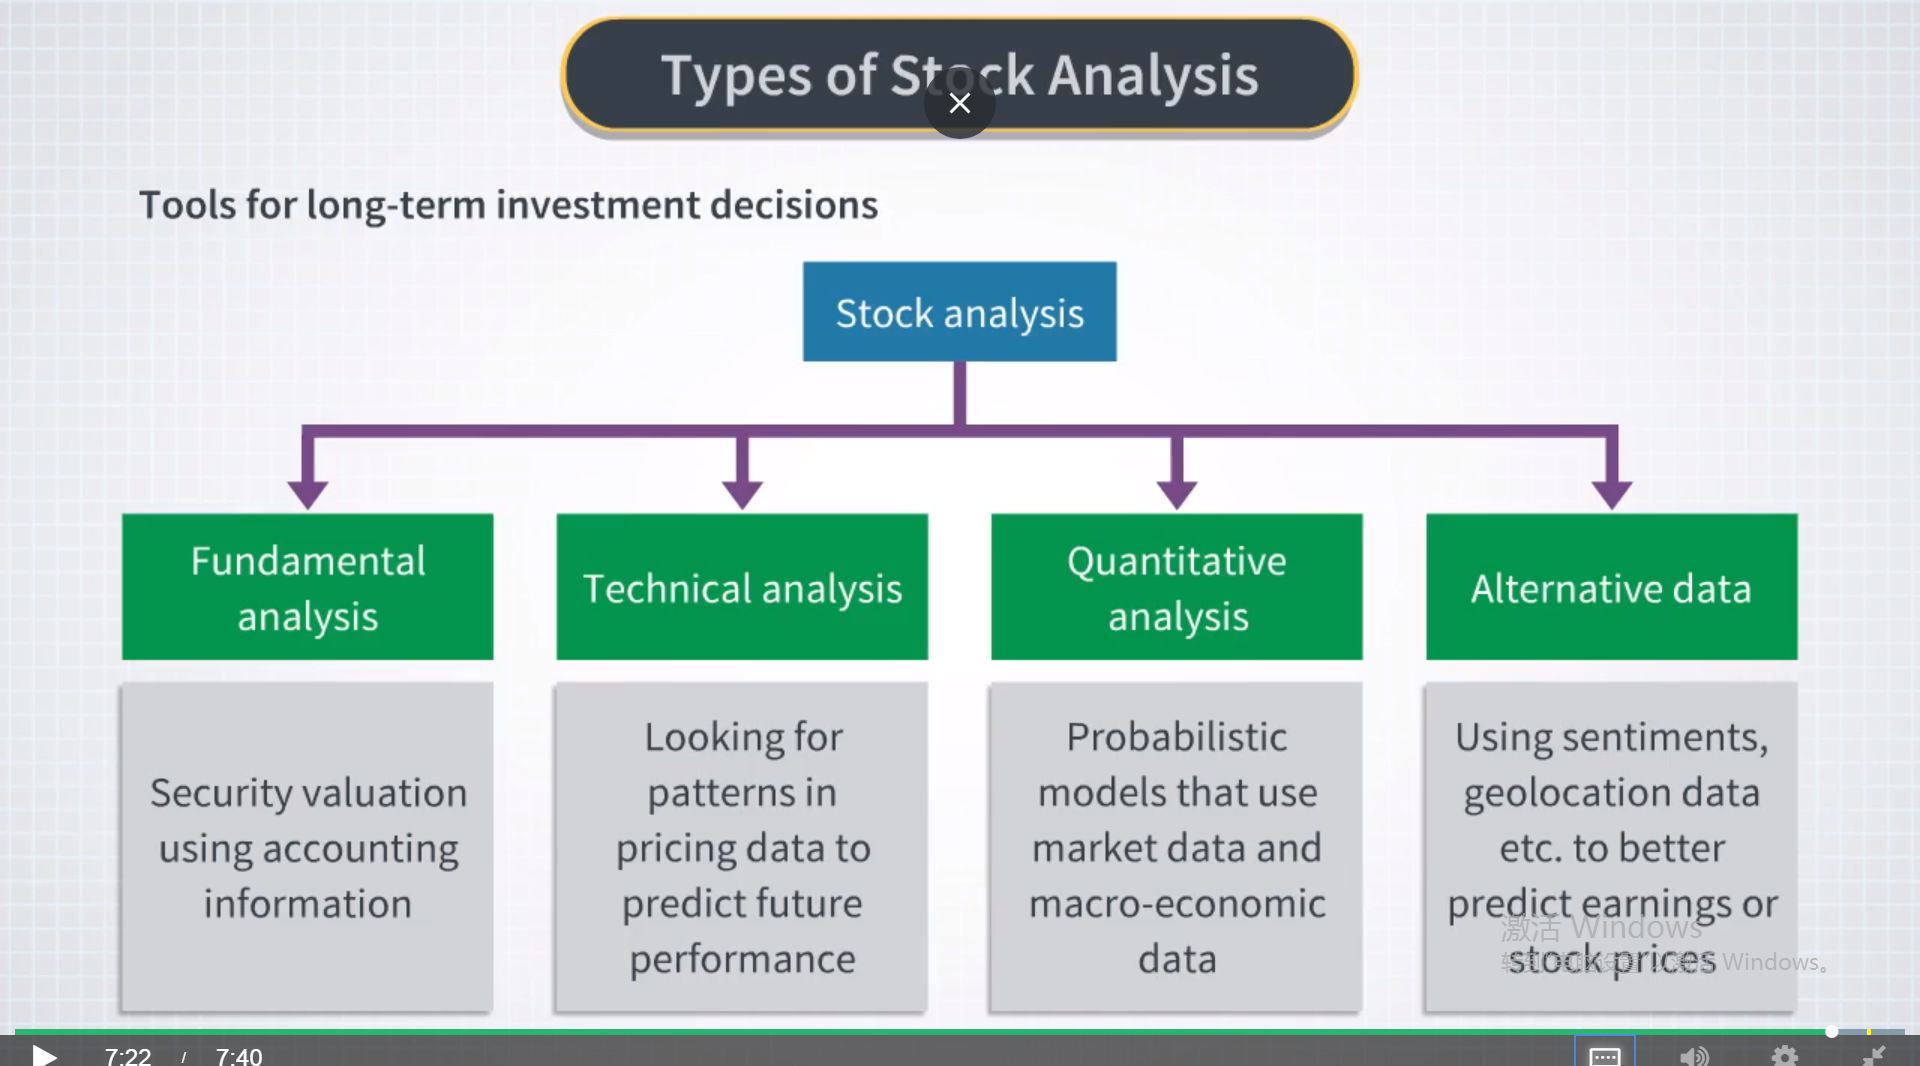 Types of Stock Analysis
Tools for long-term investment decisions
Stock analysis
Fundamental
analysis
Technical analysis
Quantitative
analysis
Alternative data
Security valuation
using accounting
information
Looking for
patterns in
pricing data to
predict future
performance
Probabilistic
models that use
market data and
macro-economic
data
Using sentiments,
geolocation data
etc. to better
predict earnings or
stock prices
激活 Windows
转到"电脑设置"以激活 Windows。
7:22 / 7:40